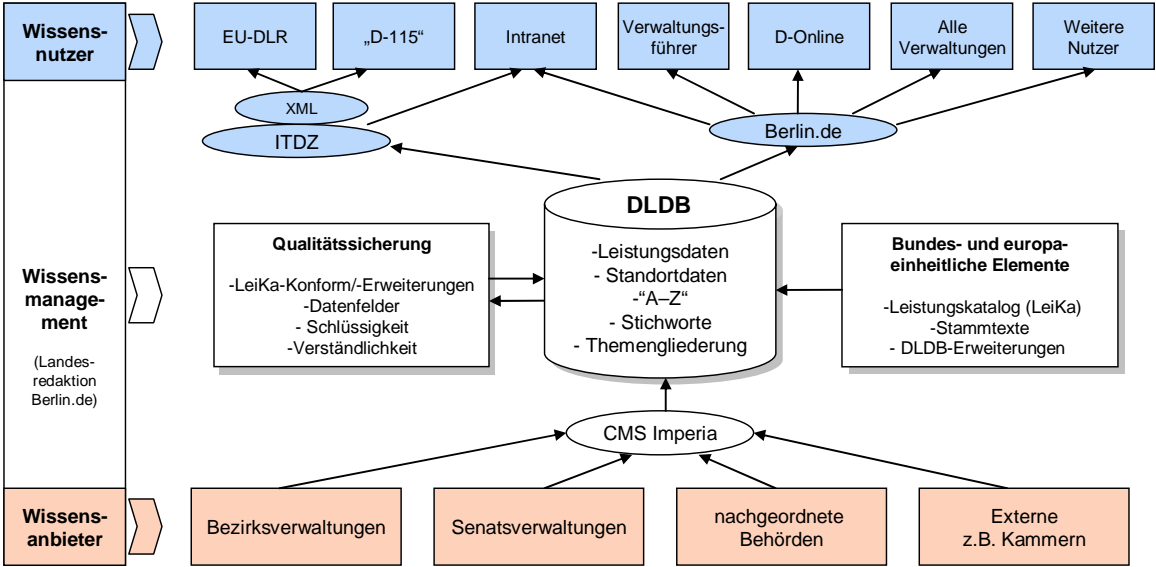 Wissens-
nutzer
EU-DLR
„D-115“
Intranet
Verwaltungs-
führer
D-Online
Alle
Verwaltungen
Weitere
Nutzer
XML
ITDZ
Berlin.de
Wissens-
manage-
ment
(Landes-
redaktion
Berlin.de)
Qualitätssicherung
-LeiKa-Konform/-Erweiterungen
-Datenfelder
- Schlüssigkeit
-Verständlichkeit
DLDB
-Leistungsdaten
- Standortdaten
-“A–Z“
- Stichworte
- Themengliederung
Bundes- und europa-
einheitliche Elemente
-Leistungskatalog (LeiKa)
-Stammtexte
- DLDB-Erweiterungen
CMS Imperia
Wissens-
anbieter
Bezirksverwaltungen
Senatsverwaltungen
nachgeordnete
Behörden
Externe
z.B. Kammern